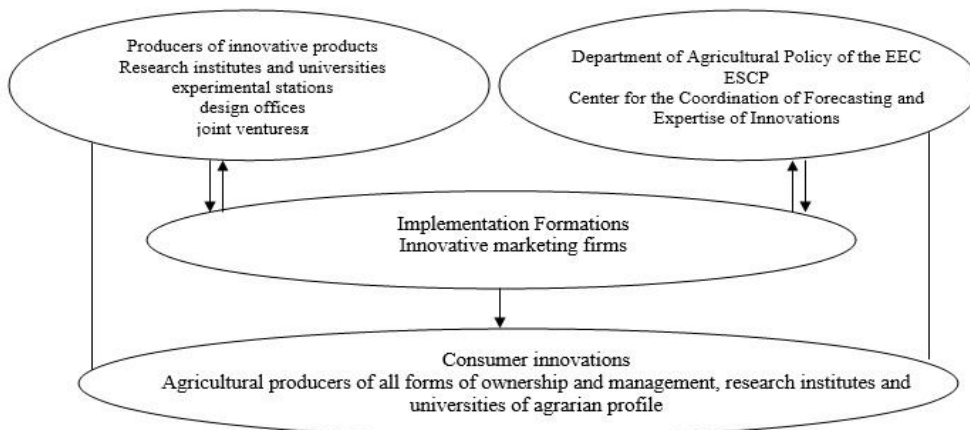 Producers of innovative products
Research institutes and universities
experimental stations
design offices
joint venturesя
Department of Agricultural Policy of the EEC
ESCP
Center for the Coordination of Forecasting and
Expertise of Innovations
Implementation Formations
Innovative marketing firms
Consumer innovations
Agricultural producers of all forms of ownership and management, research institutes and
universities of agrarian profile